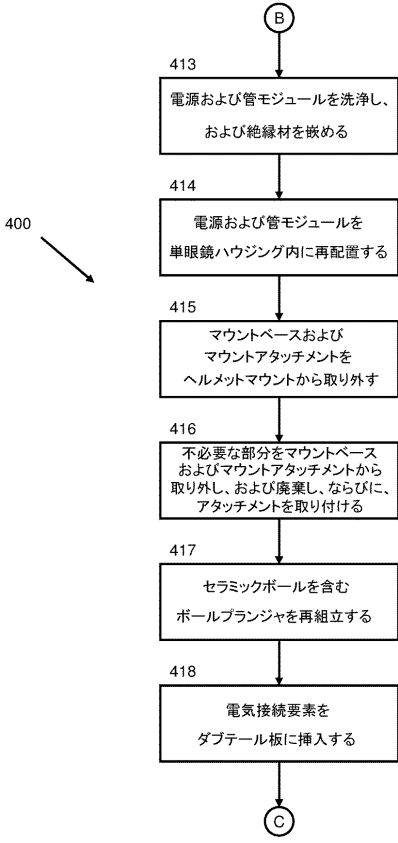 B
413
電源および管モジュールを洗浄し、
および絶縁材を嵌める
414
電源および管モジュールを
単眼鏡ハウジング内に再配置する
400
415
マウントベースおよび
マウントアタッチメントを
ヘルメットマウントから取り外す
416
不必要な部分をマウントベース
およびマウントアタッチメントから
取り外し、および廃棄し、ならびに、
アタッチメントを取り付ける
417
セラミックボールを含む
ボールプランジャを再組立する
418
電気接続要素を
ダブテール板に挿入する
C